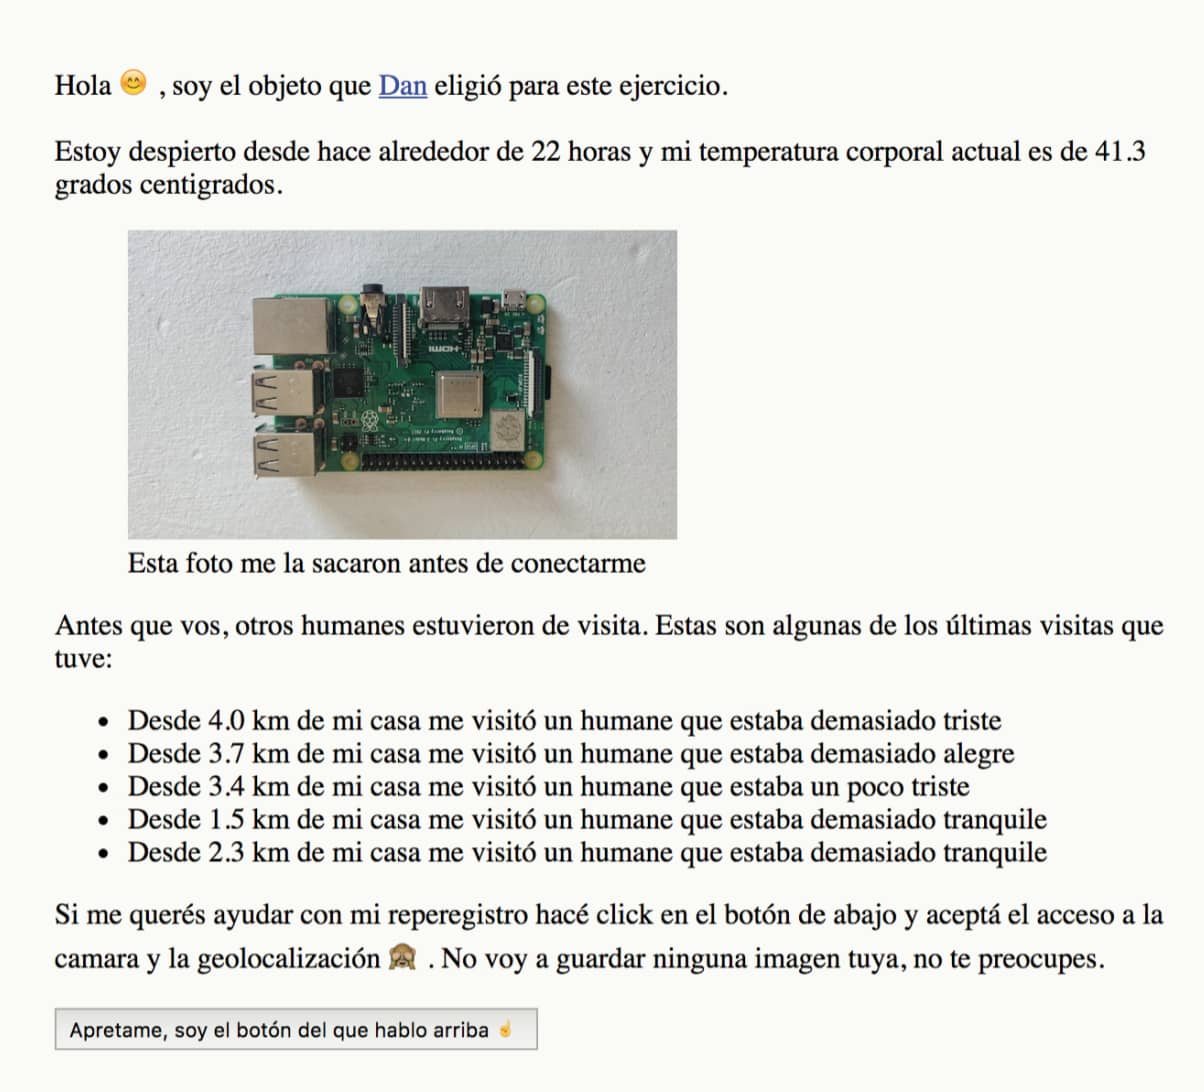 Hola 😊 , soy el objeto que Dan eligió para este ejercicio.
Estoy despierto desde hace alrededor de 22 horas y mi temperatura corporal actual es de 41.3
grados centigrados.
HDMI
Esta foto me la sacaron antes de conectarme
Antes que vos, otros humanes estuvieron de visita. Estas son algunas de los últimas visitas que
tuve:
• Desde 4.0 km de mi casa me visitó un humane que estaba demasiado triste
• Desde 3.7 km de mi casa me visitó un humane que estaba demasiado alegre
• Desde 3.4 km de mi casa me visitó un humane que estaba un poco triste
• Desde 1.5 km de mi casa me visitó un humane que estaba demasiado tranquile
• Desde 2.3 km de mi casa me visitó un humane que estaba demasiado tranquile
Si me querés ayudar con mi reperegistro hacé click en el botón de abajo y aceptá el acceso a la
camara y la geolocalización 🙈 . No voy a guardar ninguna imagen tuya, no te preocupes.
Apretame, soy el botón del que hablo arriba ☝